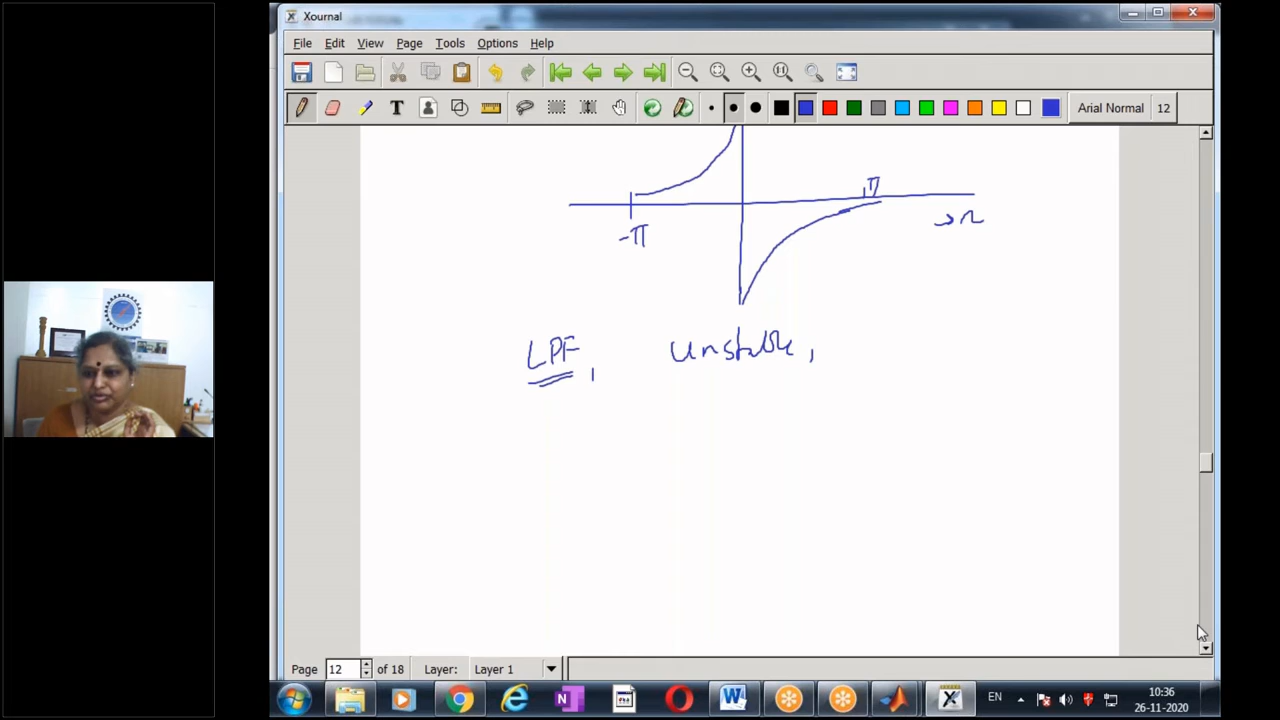 Xournal
File Edit View Page Tools Options Help
Arial Normal 12
π
-π
→Ω
LPF, unstable,
Page 12 of 18 Layer: Layer 1
EN
10:36
26-11-2020